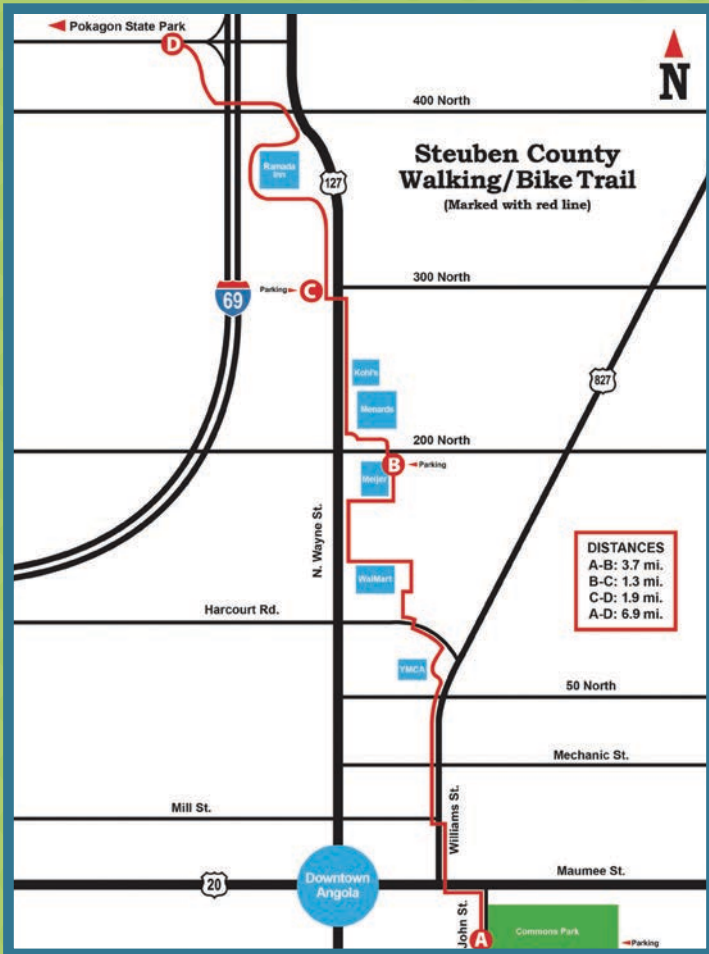 Pokagon State Park
D
N
400 North
Steuben County
Walking/Bike Trail
(Marked with red line)
Ramada
Inn
127
300 North
Parking
C
69
Kohl's
827
Menards
200 North
B
Parking
Meijer
N. Wayne St.
DISTANCES
A-B: 3.7 mi.
B-C: 1.3 mi.
C-D: 1.9 mi.
A-D: 6.9 mi.
WalMart
Harcourt Rd.
YMCA
50 North
Mechanic St.
Mill St.
Williams St.
Maumee St.
20
Downtown
Angola
John St.
A
Commons Park
Parking